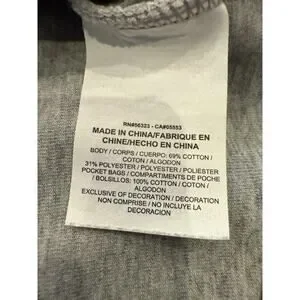 RN#56323 - CA#05553
MADE IN CHINA/FABRIQUE EN
CHINE/HECHO EN CHINA
BODY / CORPS / CUERPO: 69% COTTON /
COTON / ALGODON
31% POLYESTER / POLYESTER / POLIESTER
POCKET BAGS / COMPARTIMENTS DE POCHE
/ BOLSILLOS: 100% COTTON / COTON /
ALGODON
EXCLUSIVE OF DECORATION / DECORATION
NON COMPRISE / NO INCLUYE LA
DECORACION